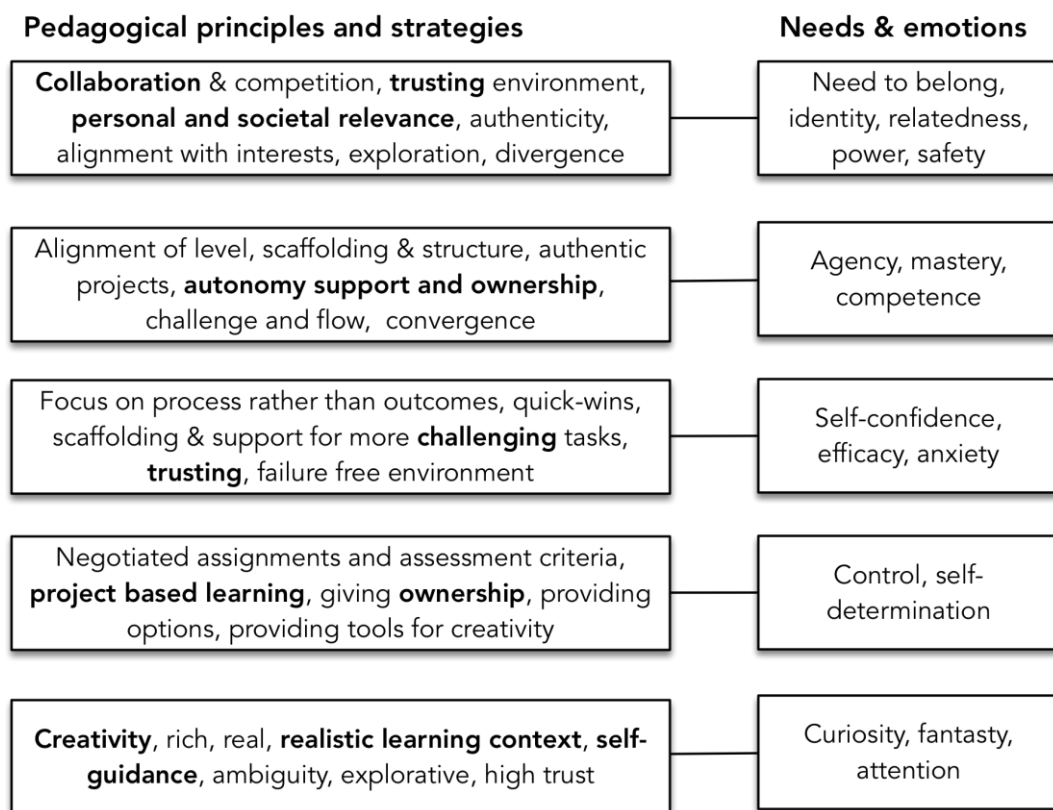 Pedagogical principles and strategies
Needs & emotions
Collaboration & competition, trusting environment,
personal and societal relevance, authenticity,
alignment with interests, exploration, divergence
Need to belong,
identity, relatedness,
power, safety
Alignment of level, scaffolding & structure, authentic
projects, autonomy support and ownership,
challenge and flow, convergence
Agency, mastery,
competence
Focus on process rather than outcomes, quick-wins,
scaffolding & support for more challenging tasks,
trusting, failure free environment
Self-confidence,
efficacy, anxiety
Negotiated assignments and assessment criteria,
project based learning, giving ownership, providing
options, providing tools for creativity
Control, self-
determination
Creativity, rich, real, realistic learning context, self-
guidance, ambiguity, explorative, high trust
Curiosity, fantasty,
attention